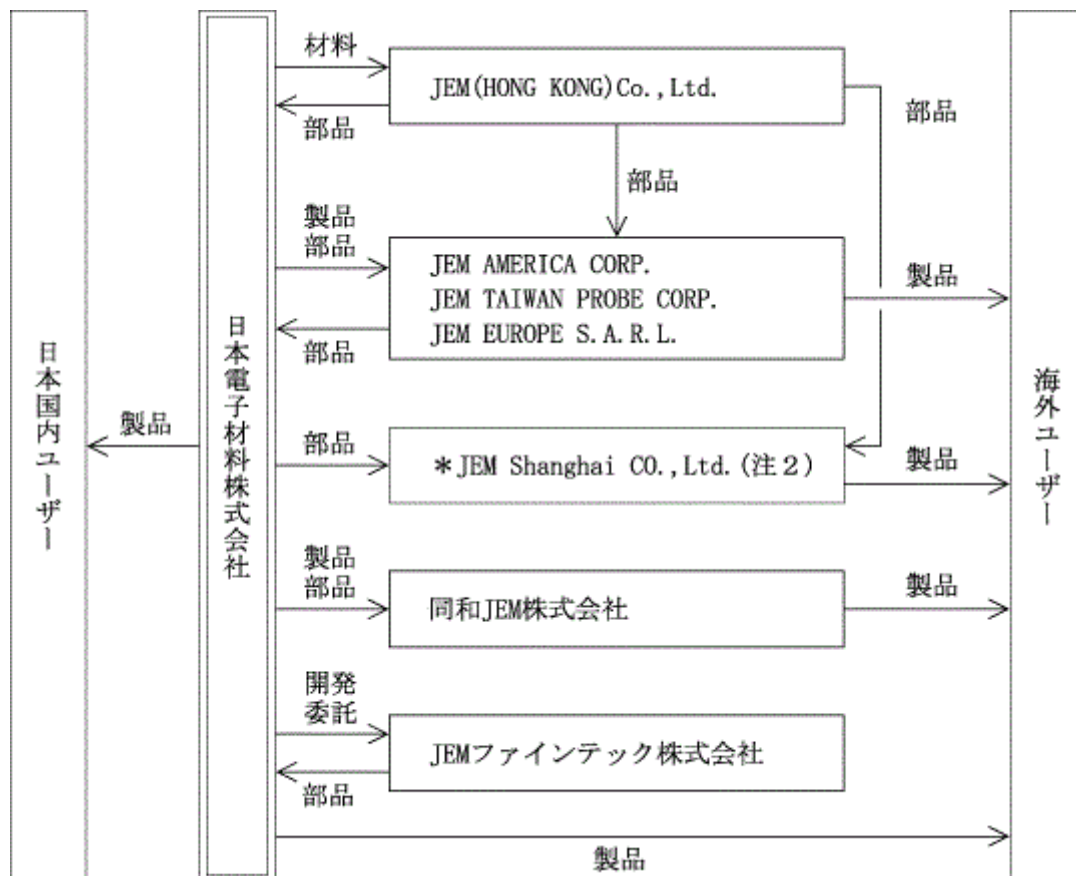 材料
JEM(HONG KONG)Co.,Ltd.
部品
部品
部品
製品
部品
JEM AMERICA CORP.
JEM TAIWAN PROBE CORP.
JEM EUROPE S.A.R.L.
製品
部品
日本国内ユーザー
製品
日本電子材料株式会社
部品
*JEM Shanghai CO.,Ltd.(注2)
製品
海外ユーザー
製品
部品
同和JEM株式会社
製品
開発
委託
JEMファインテック株式会社
部品
製品